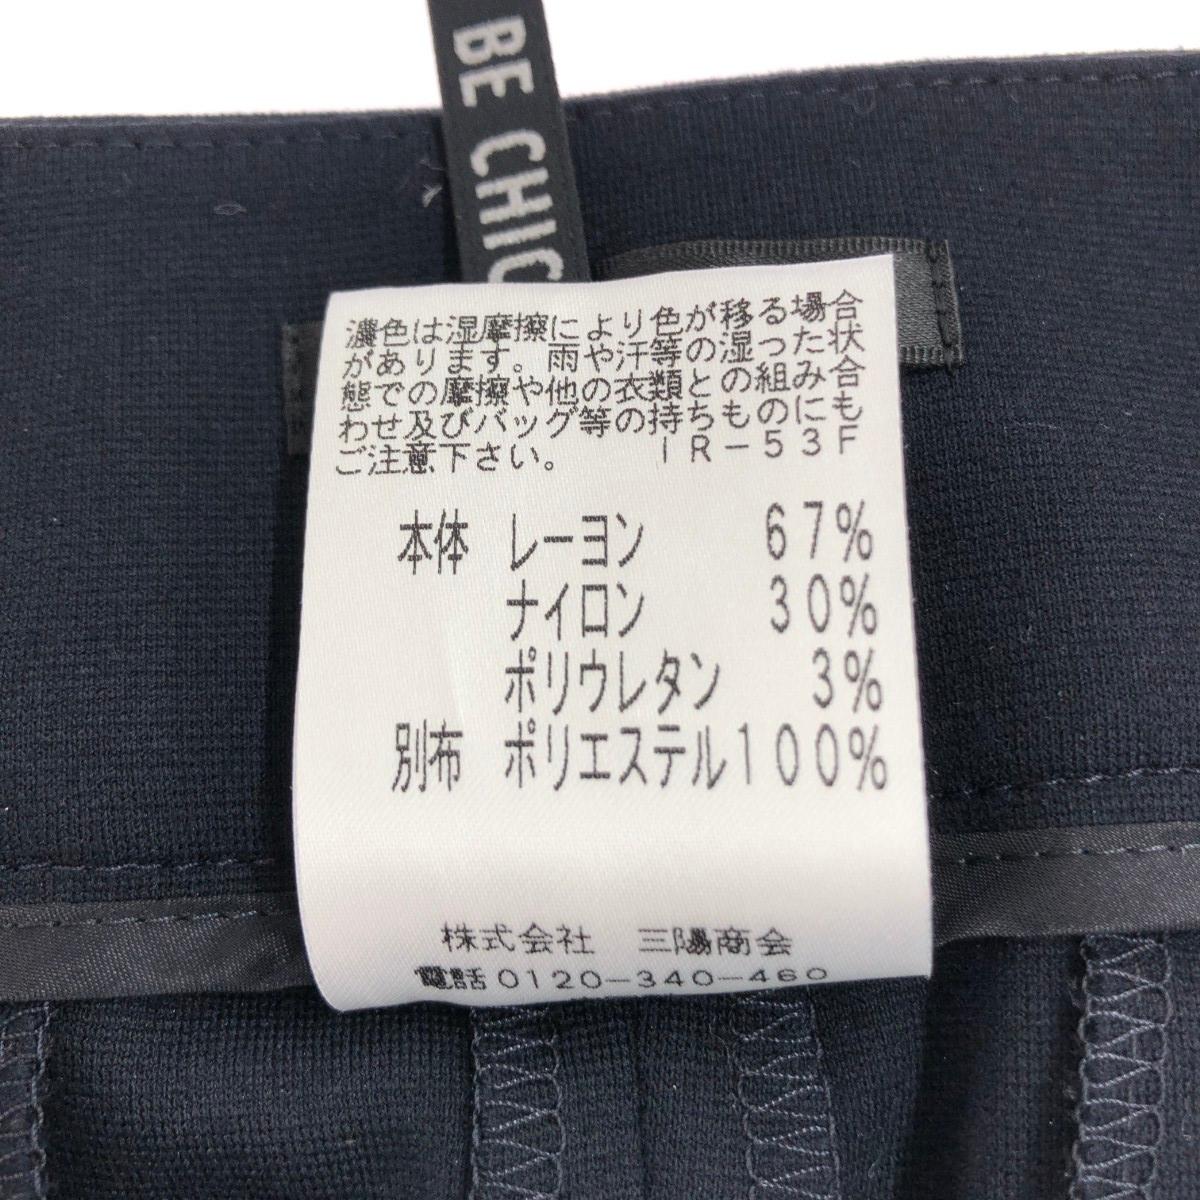 BE CHIC
濃色は湿摩擦により色が移る場合
があります。雨や汗等の湿った状
態での摩擦や他の衣類との組み合
わせ及びバッグ等の持ちものにも
ご注意下さい。 IR-53F
本体 レーヨン 67%
ナイロン 30%
ポリウレタン 3%
別布 ポリエステル100%
株式会社 三陽商会
電話0120-340-460